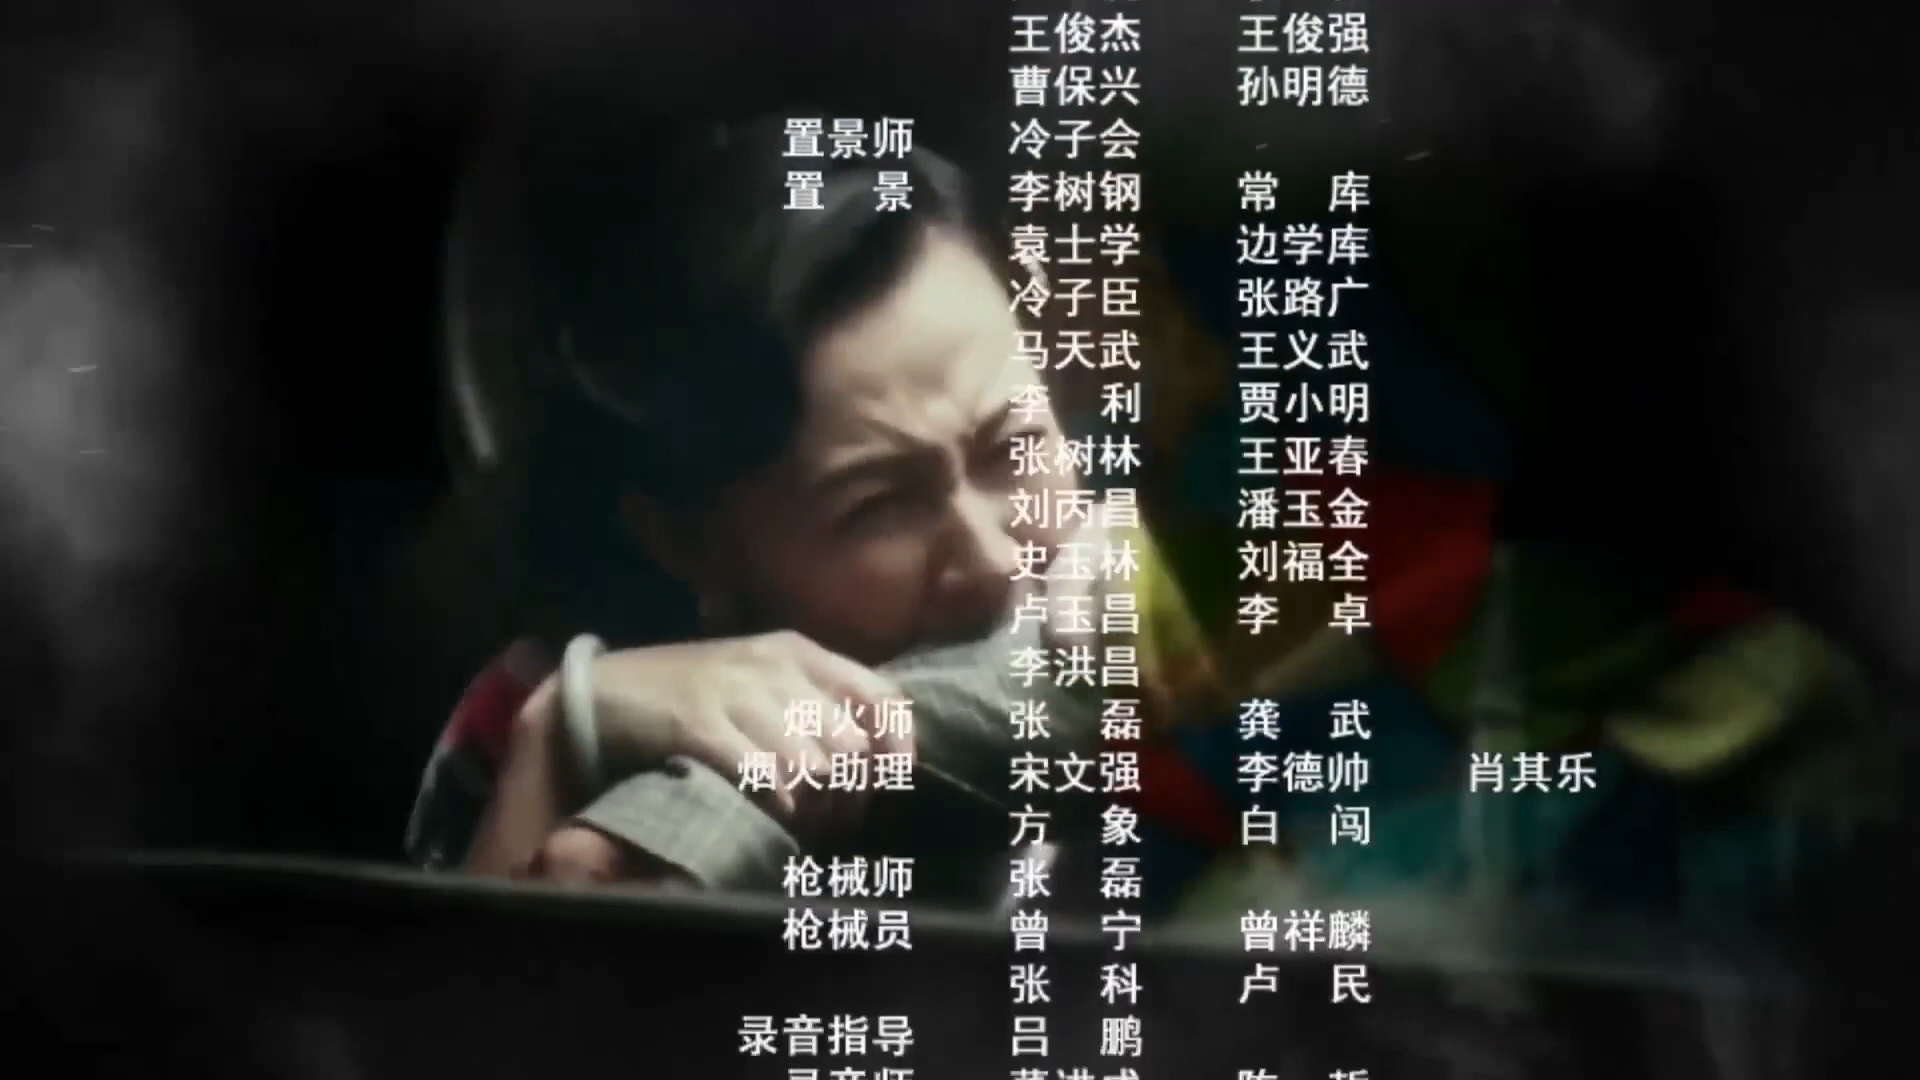 王俊杰 王俊强
曹保兴 孙明德
置景师 冷子会
置景 李树钢 常库
袁士学 边学库
冷子臣 张路广
马天武 王义武
李利 贾小明
张树林 王亚春
刘丙昌 潘玉金
史玉林 刘福全
卢玉昌 李卓
李洪昌
烟火师 张磊 龚武
烟火助理 宋文强 李德帅 肖其乐
方象 白闯
枪械师 张磊
枪械员 曾宁 曾祥麟
张科 卢民
录音指导 吕鹏